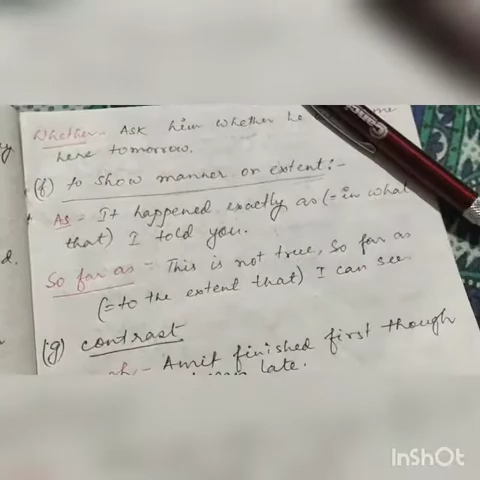 Whether - Ask him whether he
here tomorrow.
(f) to show manner or extent:-
As - It happened exactly as (= in what
that) I told you.
So far as - This is not true, So far as
(= to the extent that) I can see
(g) contrast
- Amit finished first though
late.
InShOt